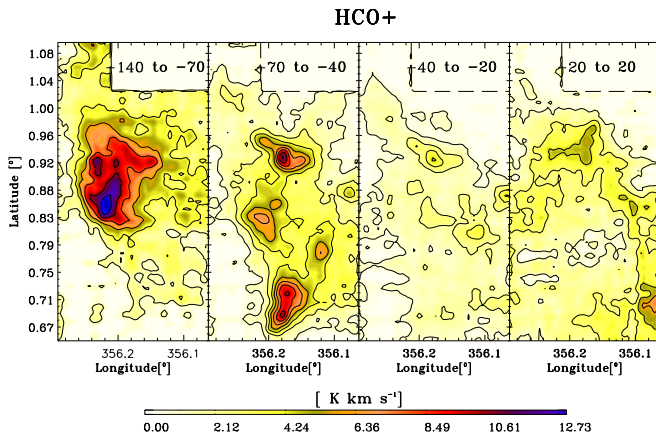 HCO+
−140 to −70 −70 to −40 −40 to −20 −20 to 20
1.08
1.04
1.00
0.96
0.92
0.88
0.83
0.79
0.75
0.71
0.67
Latitude [°]
356.2 356.1 356.2 356.1 356.2 356.1 356.2 356.1
Longitude[°] Longitude[°] Longitude[°] Longitude[°]
[ K km s⁻¹]
0.00 2.12 4.24 6.36 8.49 10.61 12.73